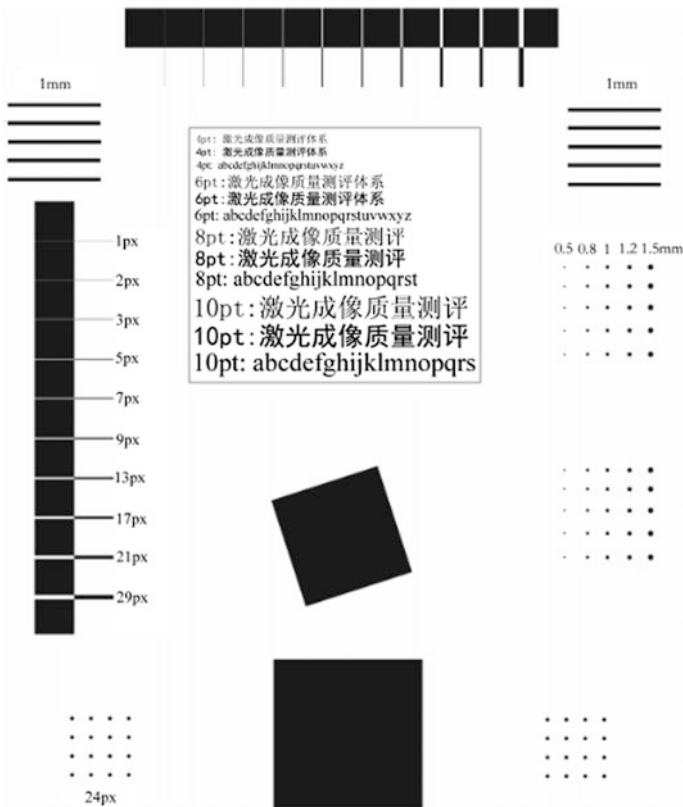 1mm
1mm
4pt: 激光成像质量测评体系
4pt: 激光成像质量测评体系
4pt: abcdefghijklmnopqrstuvwxyz
6pt:激光成像质量测评体系
6pt:激光成像质量测评体系
6pt: abcdefghijklmnopqrstuvwxyz
8pt:激光成像质量测评
8pt:激光成像质量测评
8pt: abcdefghijklmnopqrst
10pt:激光成像质量测评
10pt:激光成像质量测评
10pt: abcdefghijklmnopqrs
1px
2px
3px
5px
7px
9px
13px
17px
21px
29px
0.5 0.8 1 1.2 1.5mm
24px